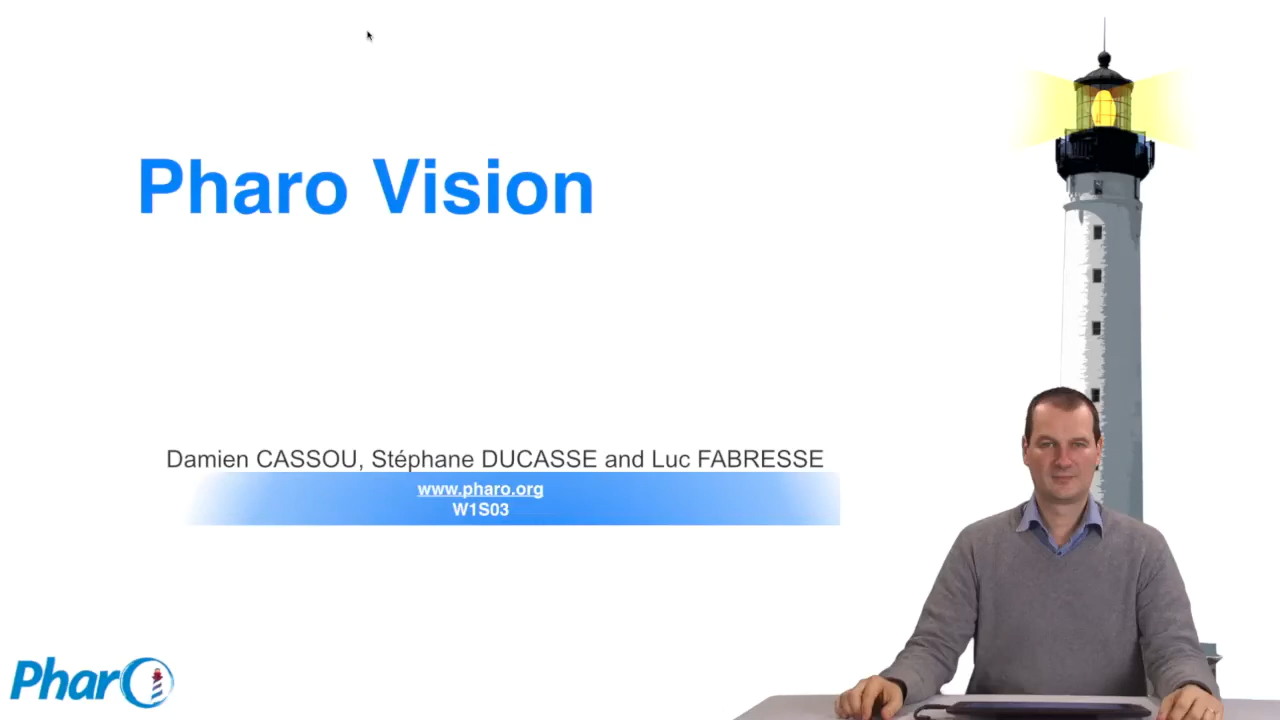 Pharo Vision
Damien CASSOU, Stéphane DUCASSE and Luc FABRESSE
www.pharo.org
W1S03
Pharo